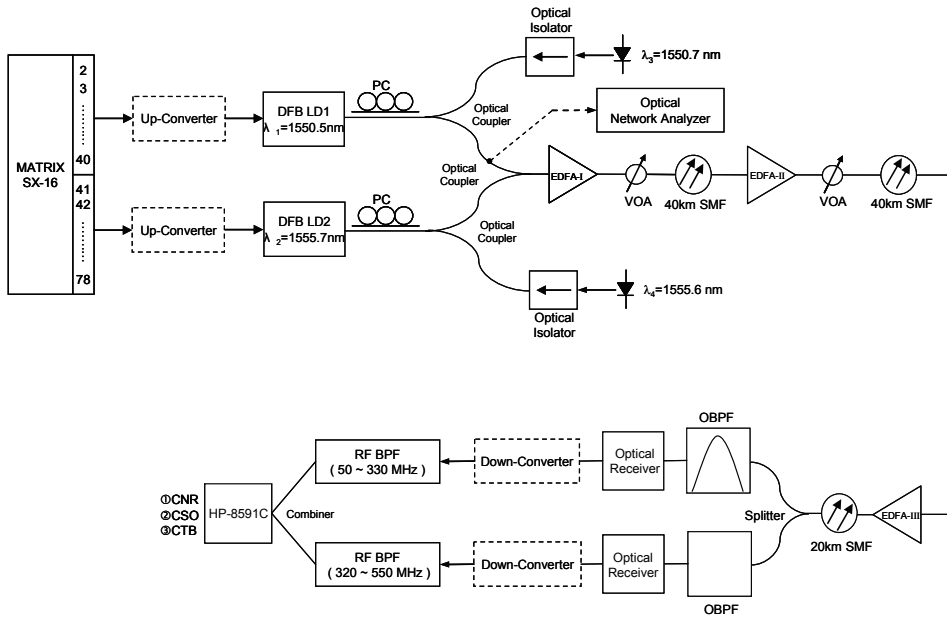 Optical
Isolator
λ3=1550.7 nm
2
3
PC
Optical
Coupler
Optical
Network Analyzer
Up-Converter
DFB LD1
λ 1=1550.5nm
MATRIX
SX-16
40
41
42
78
Optical
Coupler
EDFA-I
VOA
40km SMF
EDFA-II
VOA
40km SMF
PC
Up-Converter
DFB LD2
λ 2=1555.7nm
Optical
Coupler
λ4=1555.6 nm
Optical
Isolator
OBPF
RF BPF
( 50 ~ 330 MHz )
Down-Converter
Optical
Receiver
①CNR
②CSO
③CTB
HP-8591C
Combiner
Splitter
EDFA-III
20km SMF
RF BPF
( 320 ~ 550 MHz )
Down-Converter
Optical
Receiver
OBPF